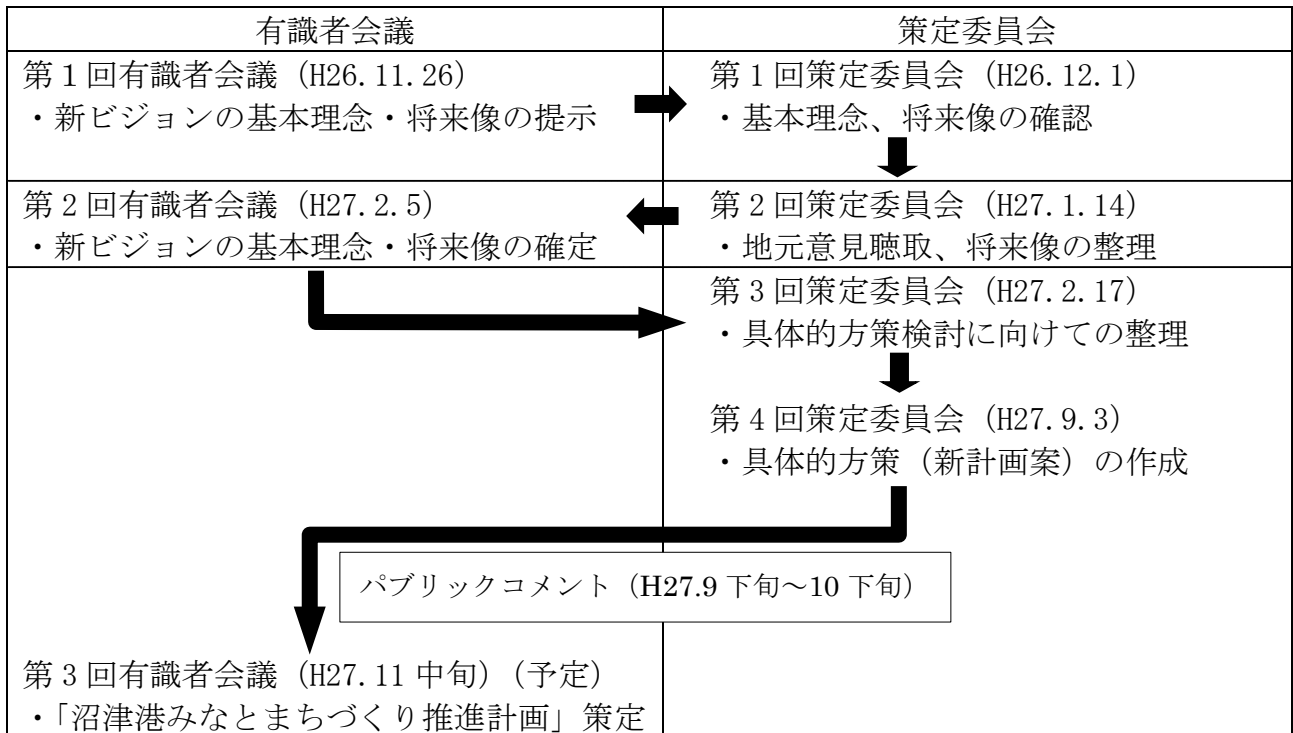 有識者会議
策定委員会
第1回有識者会議（H26.11.26）
・新ビジョンの基本理念・将来像の提示
第1回策定委員会（H26.12.1）
・基本理念、将来像の確認
第2回有識者会議（H27.2.5）
・新ビジョンの基本理念・将来像の確定
第2回策定委員会（H27.1.14）
・地元意見聴取、将来像の整理
第3回策定委員会（H27.2.17）
・具体的方策検討に向けての整理
第4回策定委員会（H27.9.3）
・具体的方策（新計画案）の作成
パブリックコメント（H27.9下旬～10下旬）
第3回有識者会議（H27.11中旬）（予定）
・「沼津港みなとまちづくり推進計画」策定